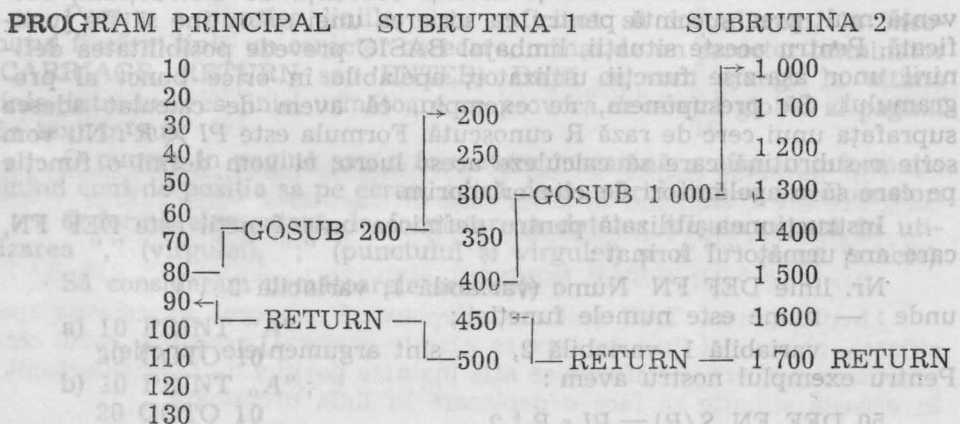 PROGRAM PRINCIPAL SUBRUTINA 1 SUBRUTINA 2
10 1 000
20 1 100
30 200 1 200
40 250 1 300
50 300 GOSUB 1 000
60 350 1 400
70 GOSUB 200 400 1 500
80 450 1 600
90 500 RETURN 1 700 RETURN
RETURN
100
110
120
130